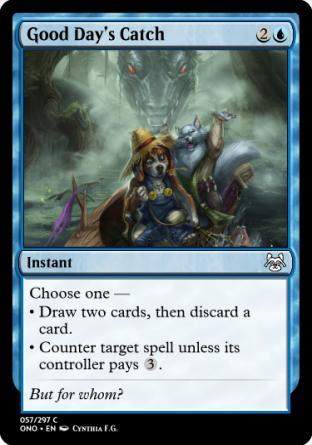 Good Day's Catch 2
Instant
Choose one —
• Draw two cards, then discard a
card.
• Counter target spell unless its
controller pays 3.
But for whom?
057/297 C
ONO • EN Cynthia F.G.